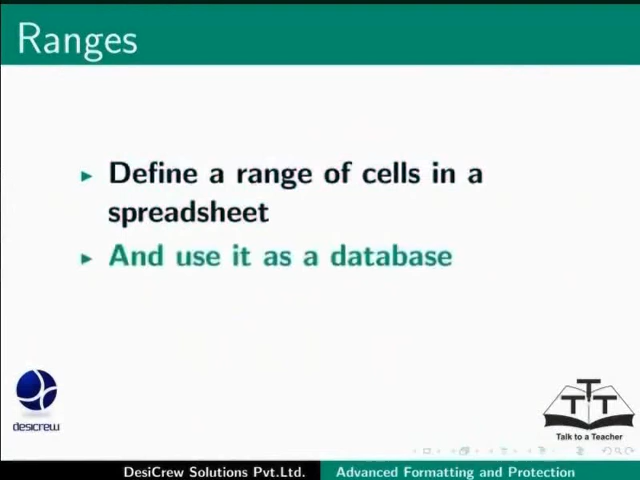 Ranges
Define a range of cells in a
spreadsheet
And use it as a database
desicrew
TTT
Talk to a Teacher
DesiCrew Solutions Pvt.Ltd. Advanced Formatting and Protection